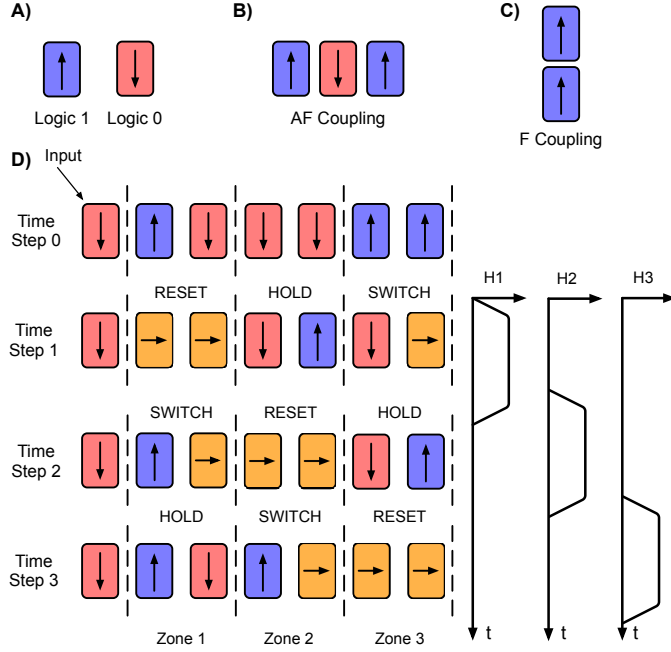 A)
B)
C)
Logic 1
Logic 0
AF Coupling
F Coupling
D)
Input
Time
Step 0
H1
H2
H3
RESET
HOLD
SWITCH
Time
Step 1
SWITCH
RESET
HOLD
Time
Step 2
HOLD
SWITCH
RESET
Time
Step 3
Zone 1
Zone 2
Zone 3
t
t
t